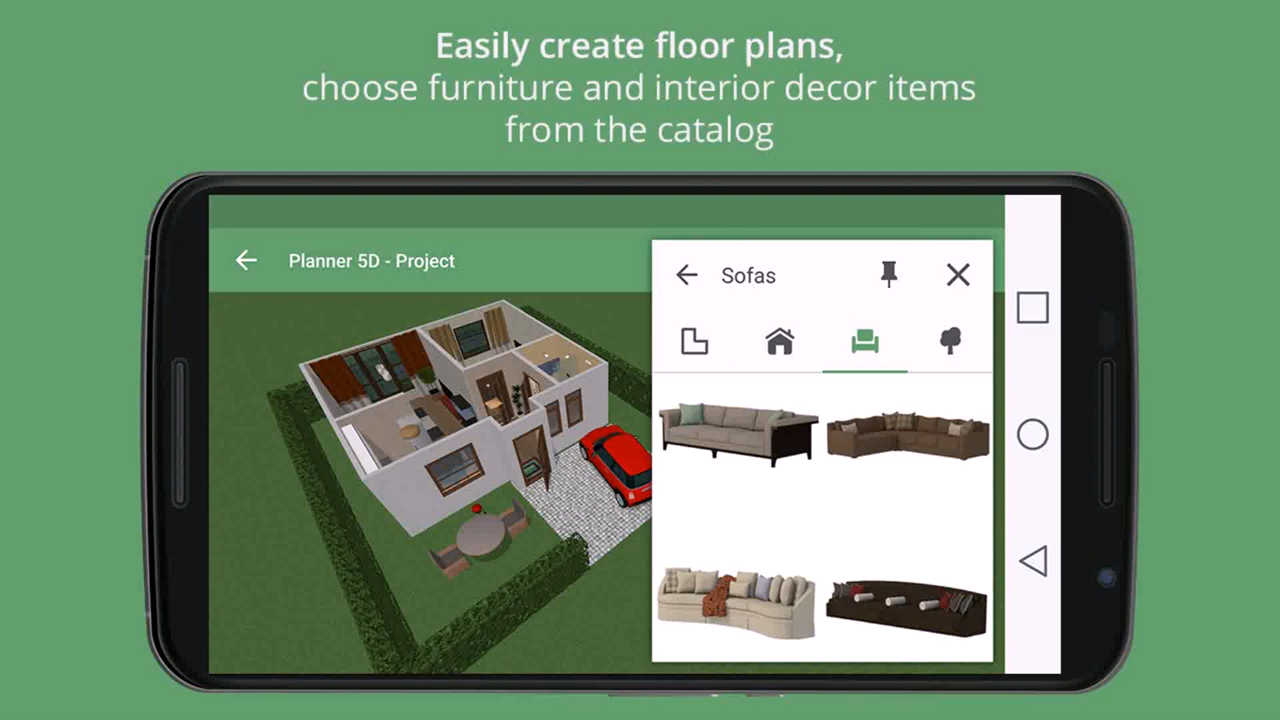 Easily create floor plans,
choose furniture and interior decor items
from the catalog
Planner 5D - Project
Sofas